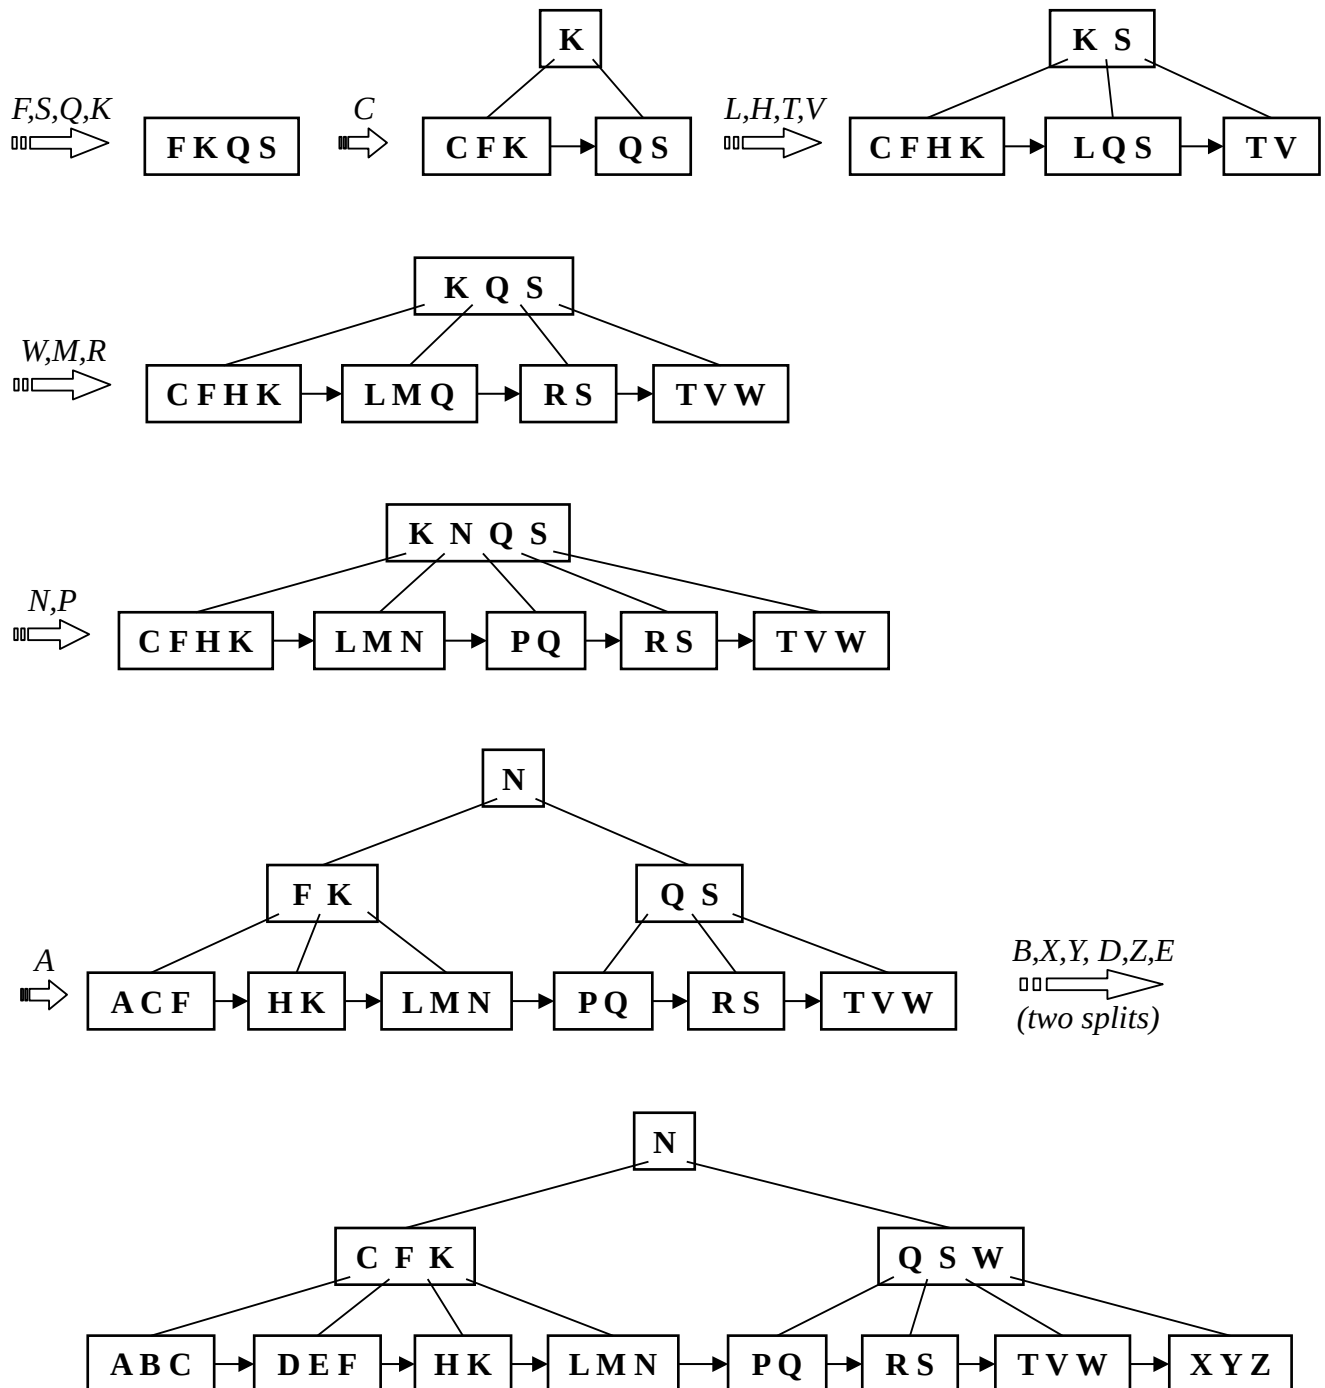 K
K S
F,S,Q,K
C
L,H,T,V
F K Q S
C F K
Q S
C F H K
L Q S
T V
K Q S
W,M,R
C F H K
L M Q
R S
T V W
K N Q S
N,P
C F H K
L M N
P Q
R S
T V W
N
F K
Q S
A
B,X,Y, D,Z,E
A C F
H K
L M N
P Q
R S
T V W
(two splits)
N
C F K
Q S W
A B C
D E F
H K
L M N
P Q
R S
T V W
X Y Z